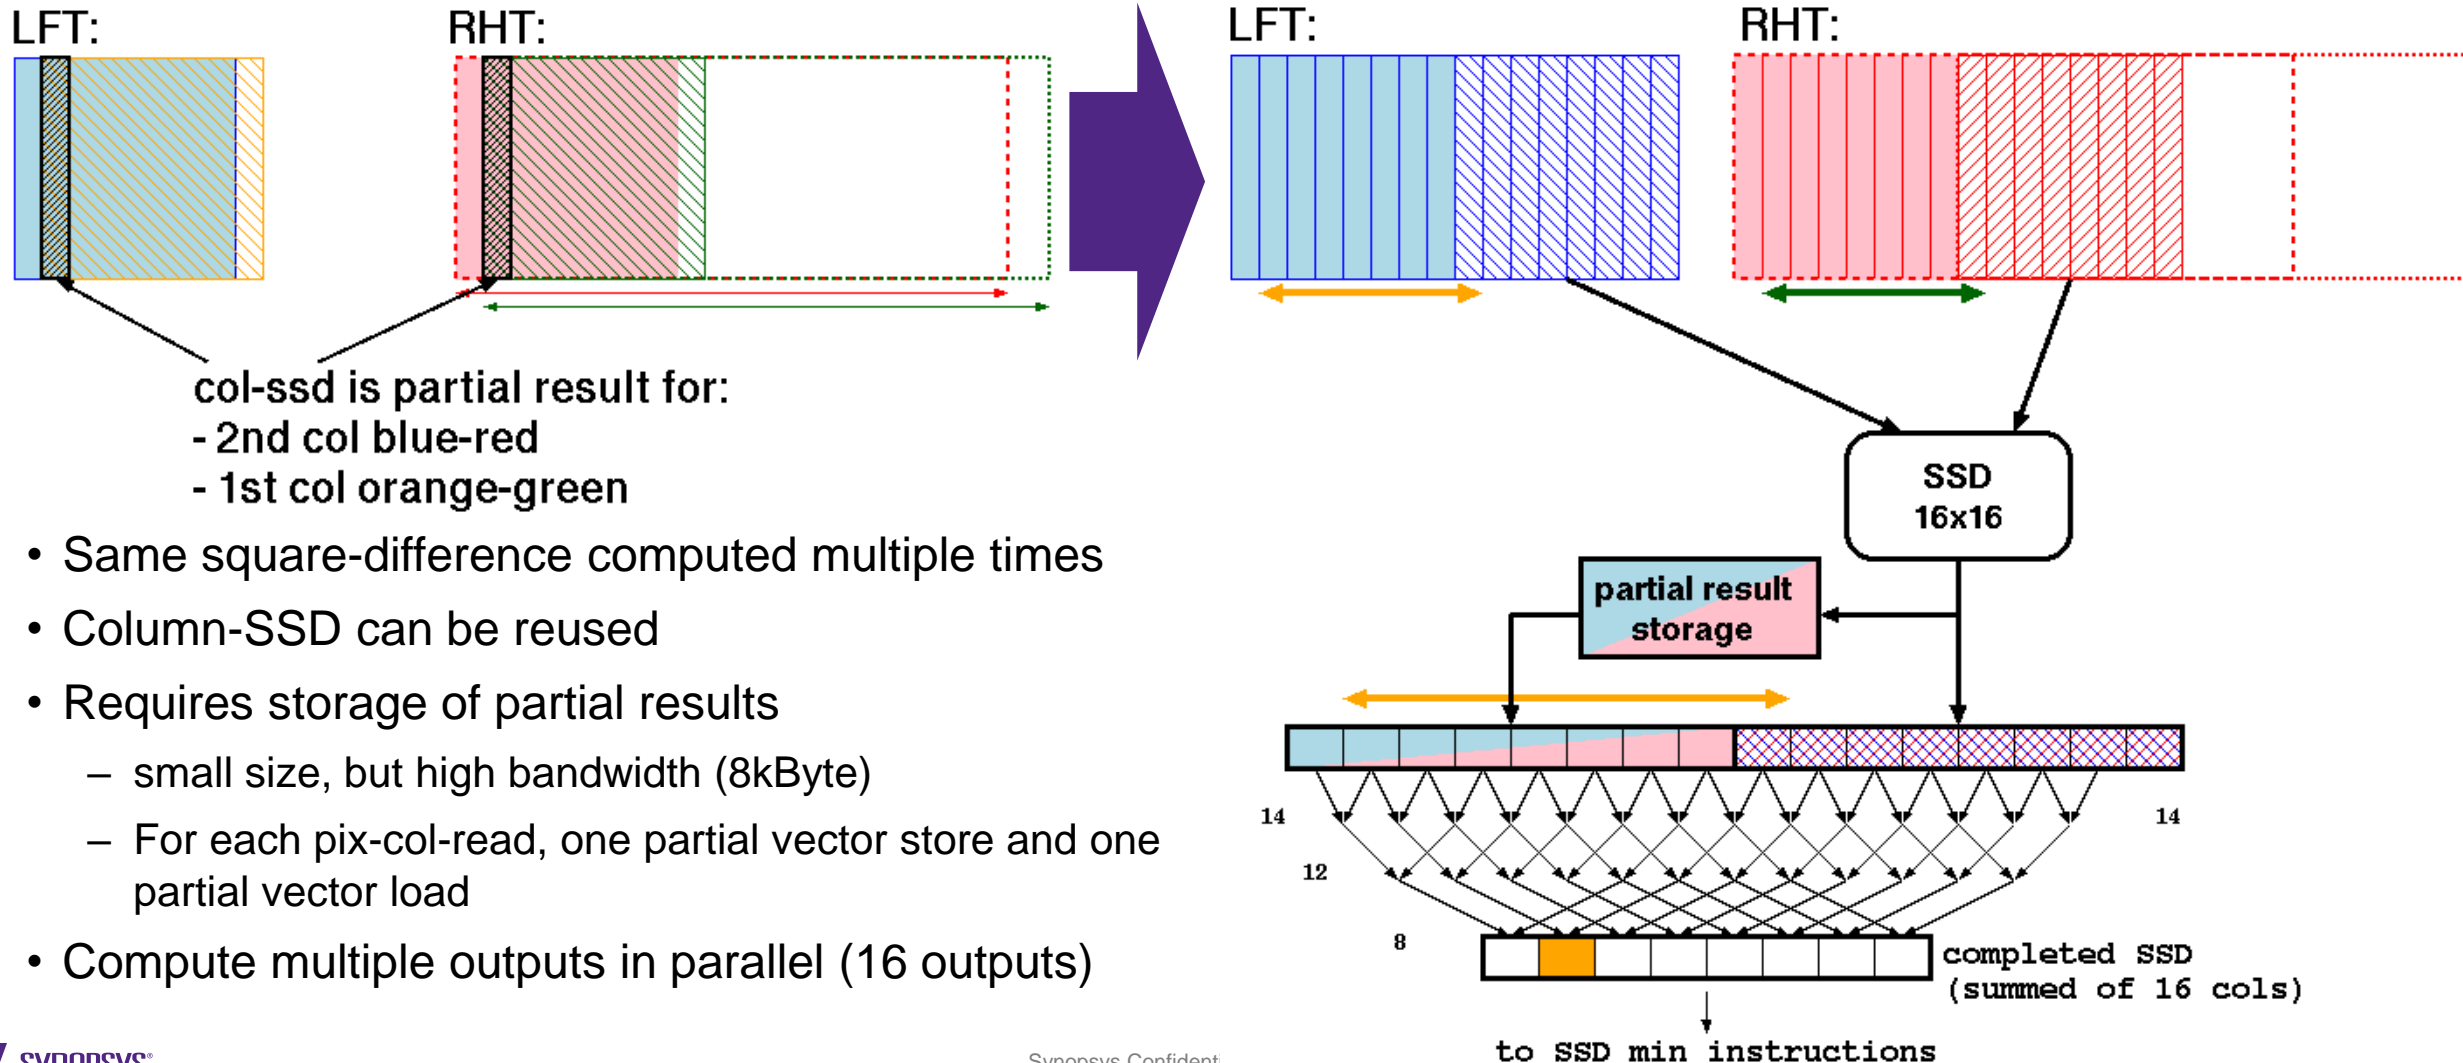 LFT:
RHT:
LFT:
RHT:
col-ssd is partial result for:
- 2nd col blue-red
- 1st col orange-green
• Same square-difference computed multiple times
• Column-SSD can be reused
• Requires storage of partial results
– small size, but high bandwidth (8kByte)
– For each pix-col-read, one partial vector store and one
partial vector load
• Compute multiple outputs in parallel (16 outputs)
SSD
16x16
partial result
storage
14
14
12
8
completed SSD
(summed of 16 cols)
to SSD min instructions
SYNOPSYS®
Synopsys